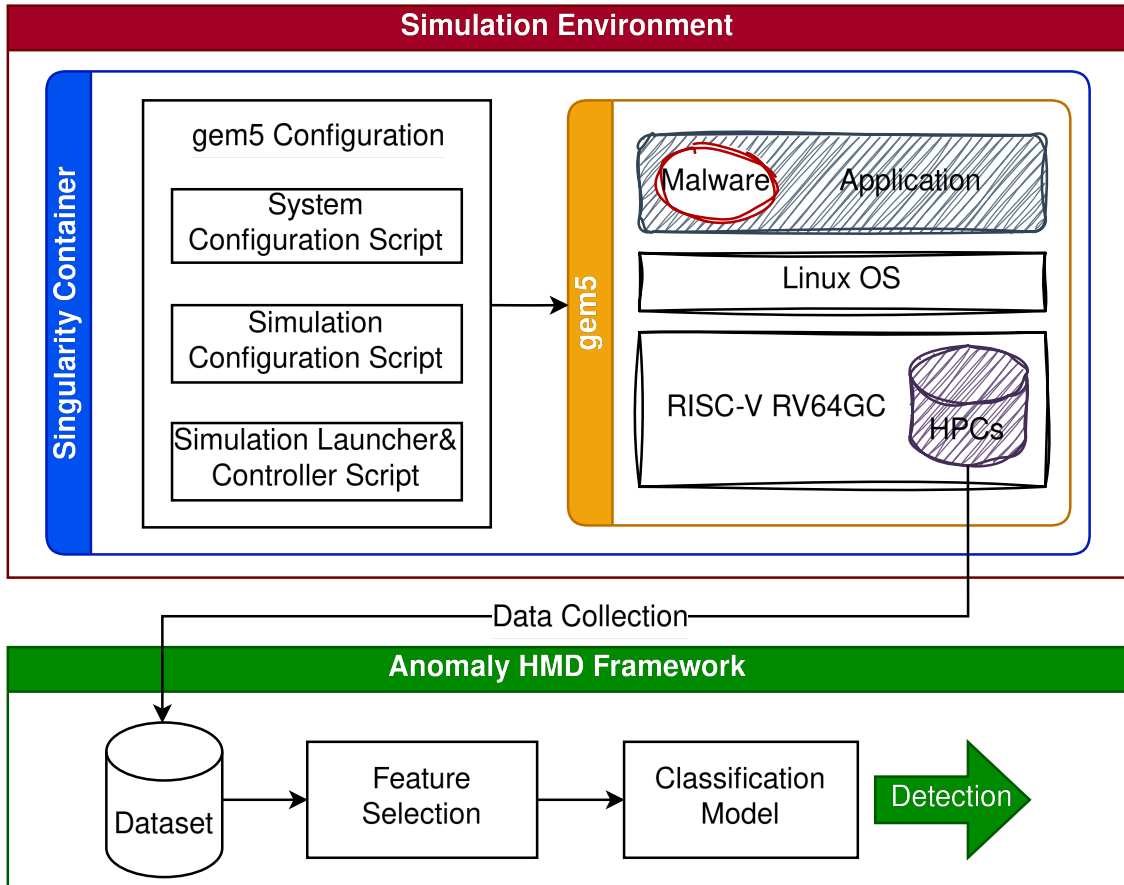 Simulation Environment
Singularity Container
gem5 Configuration
System
Configuration Script
Simulation
Configuration Script
Simulation Launcher&
Controller Script
gem5
Malware
Application
Linux OS
RISC-V RV64GC
HPCs
Data Collection
Anomaly HMD Framework
Dataset
Feature
Selection
Classification
Model
Detection